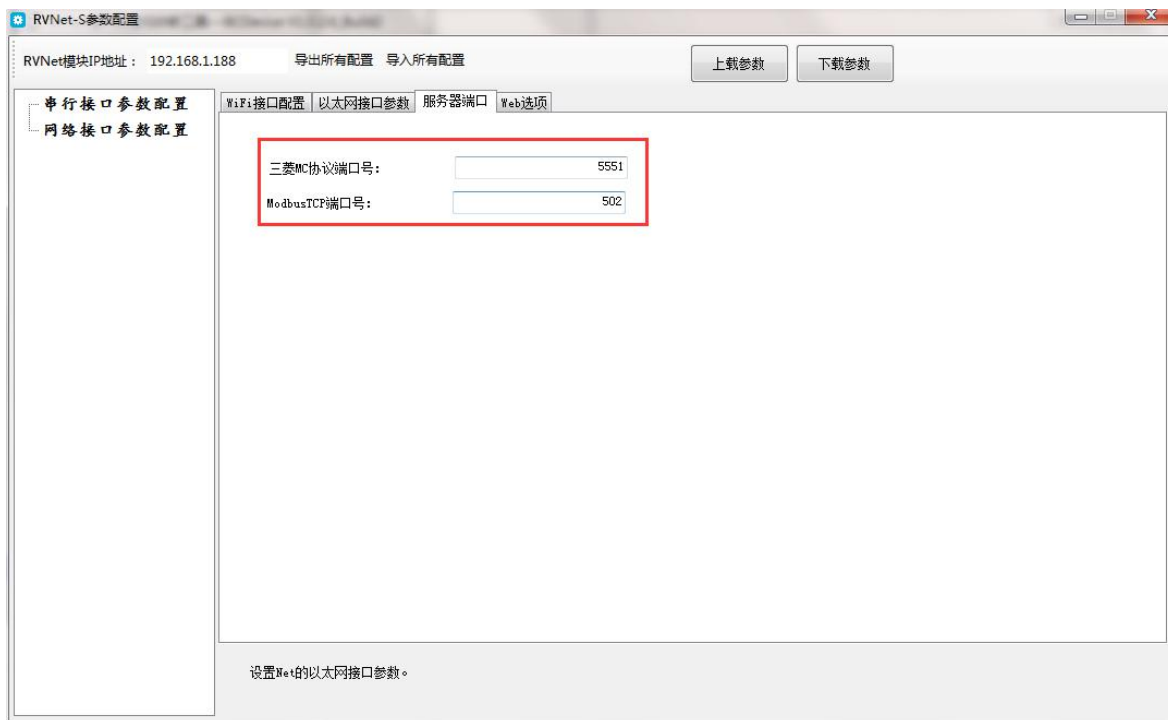 RVNet-S参数配置
RVNet模块IP地址： 192.168.1.188 导出所有配置 导入所有配置 上载参数 下载参数
串行接口参数配置
网络接口参数配置
WiFi接口配置 以太网接口参数 服务器端口 Web选项
三菱MC协议端口号： 5551
ModbusTCP端口号： 502
设置Net的以太网接口参数。